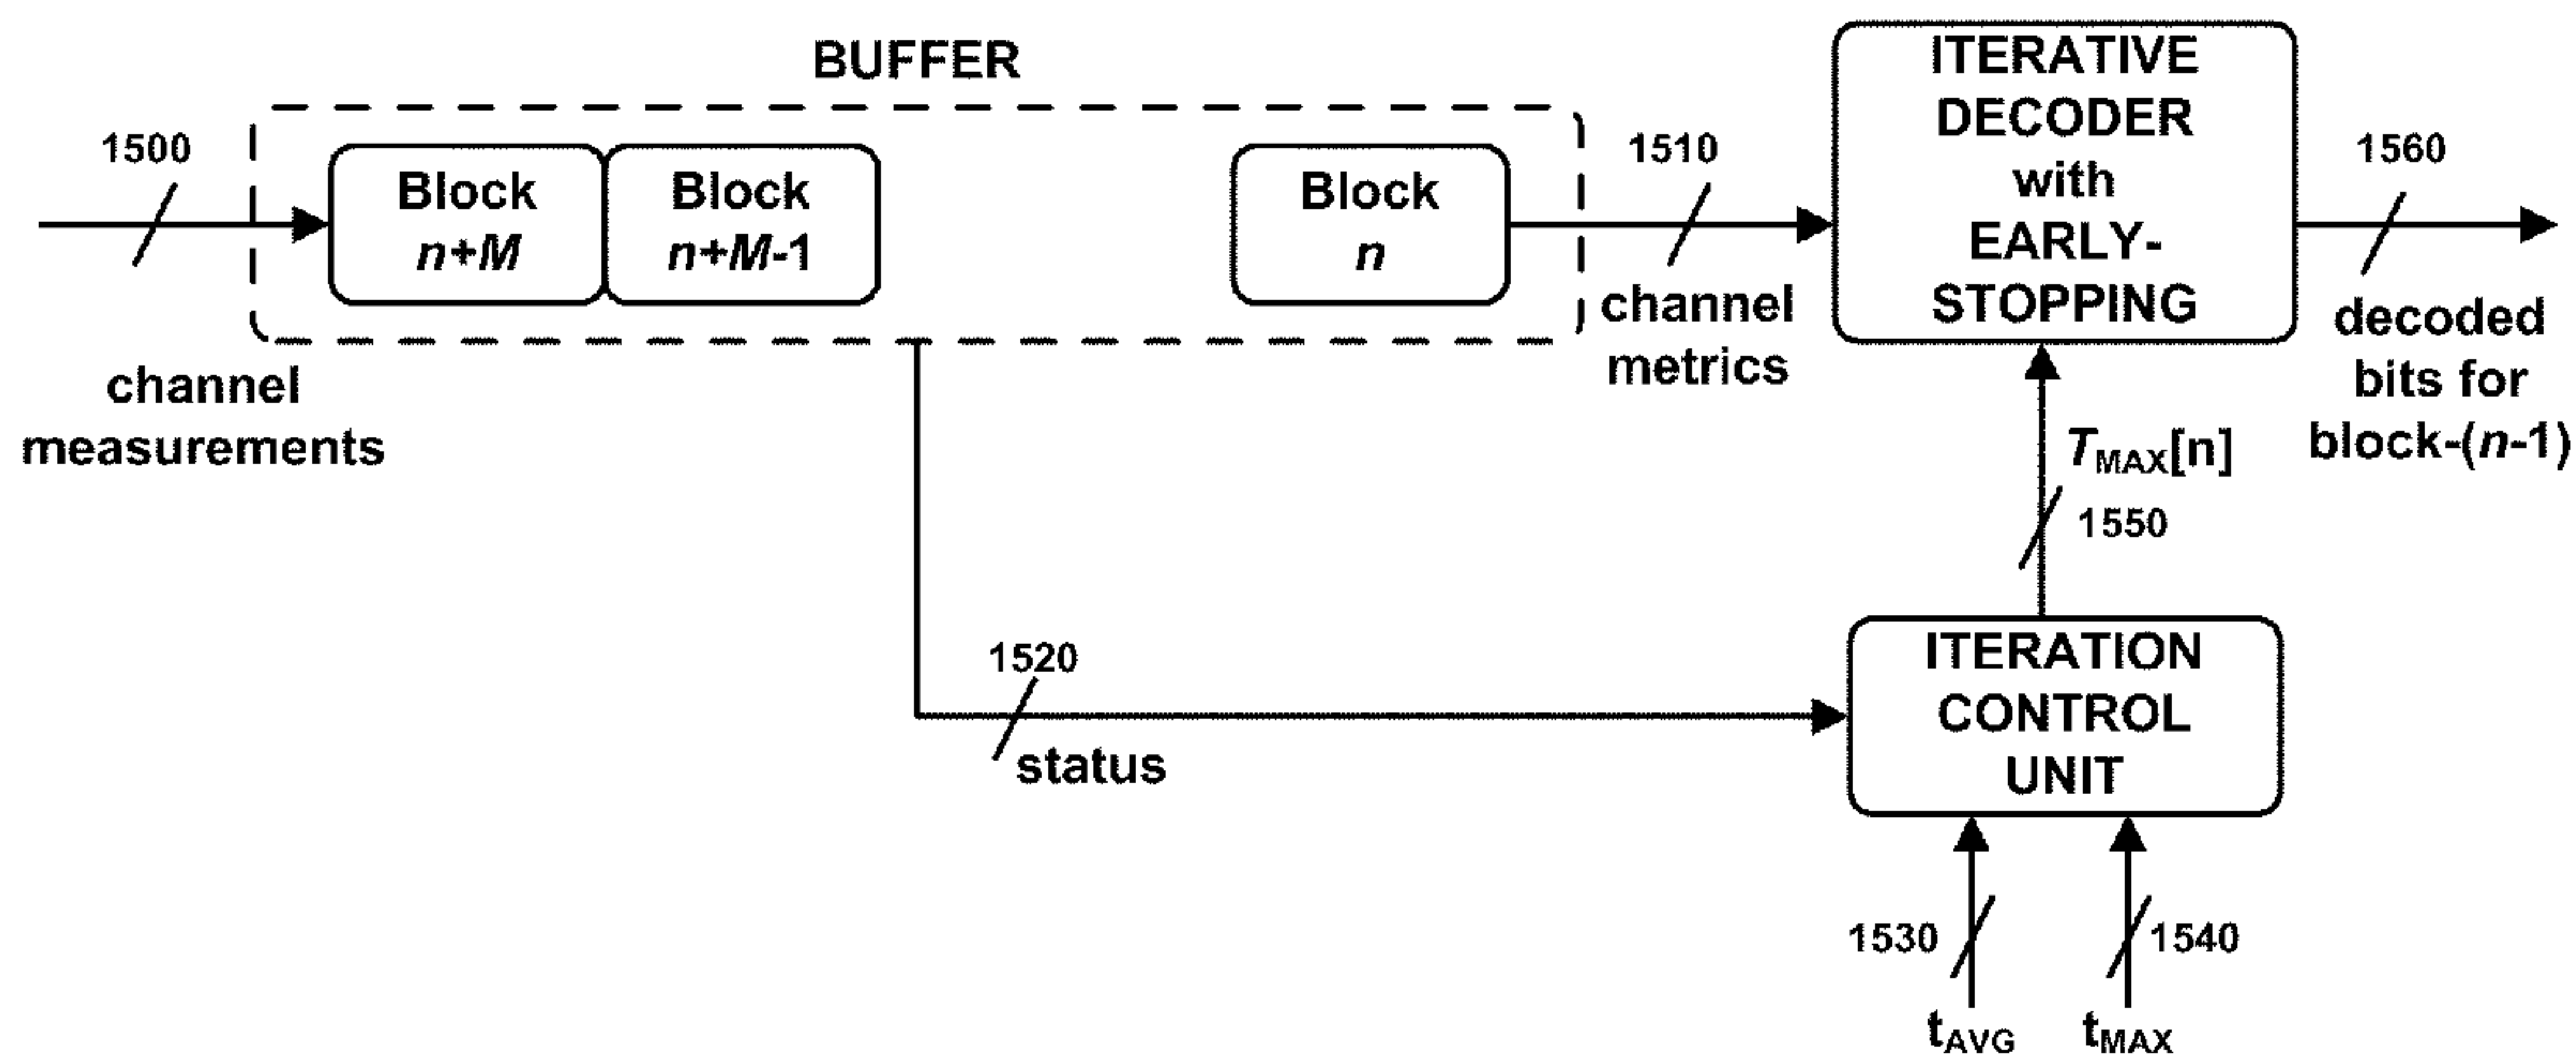 BUFFER
1500
Block
n+M
Block
n+M-1
Block
n
1510
ITERATIVE
DECODER
with
EARLY-
STOPPING
1560
channel
measurements
channel
metrics
decoded
bits for
block-(n-1)
TMAX[n]
1550
1520
status
ITERATION
CONTROL
UNIT
1530
1540
tAVG
tMAX